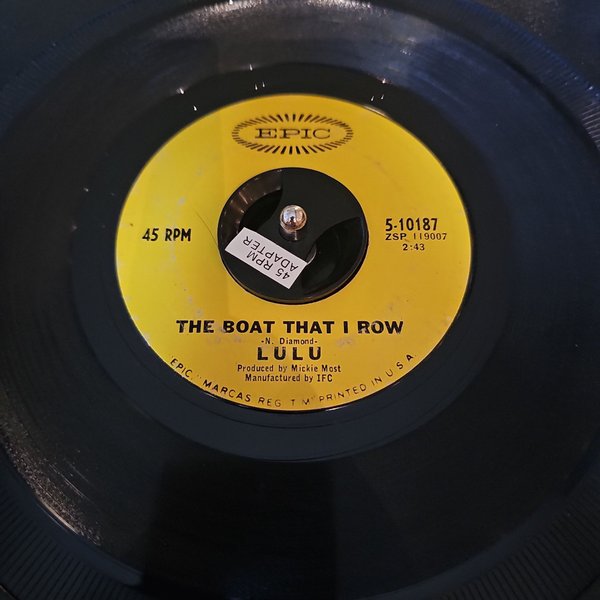 EPIC
45 RPM
5-10187
ZSP 119007
2:43
45 RPM
ADAPTER
THE BOAT THAT I ROW
-N. Diamond-
LULU
Produced by Mickie Most
Manufactured by IFC
"EPIC," MARCAS REG. T M PRINTED IN U.S.A.